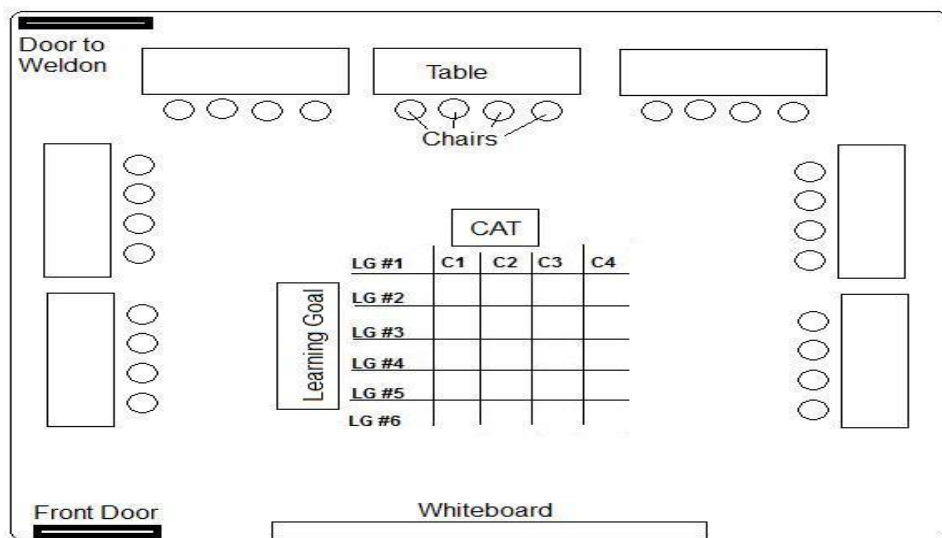 Door to
Weldon
Table
Chairs
CAT
LG #1 C1 C2 C3 C4
LG #2
LG #3
LG #4
LG #5
LG #6
Learning Goal
Front Door
Whiteboard